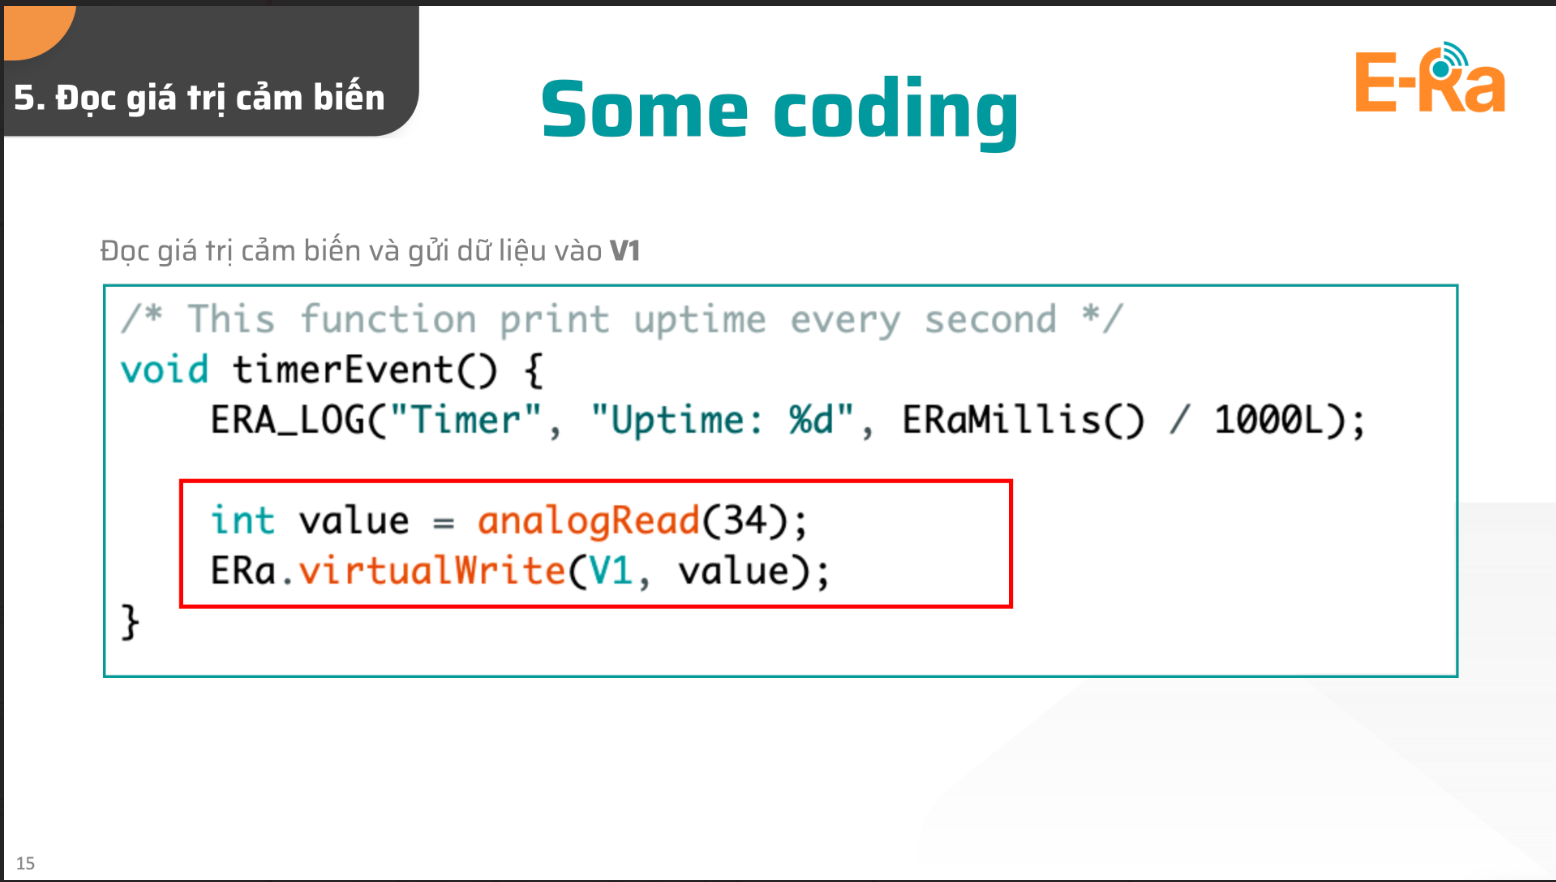 5. Đọc giá trị cảm biến
Some coding
E-Ra
Đọc giá trị cảm biến và gửi dữ liệu vào V1
/* This function print uptime every second */
void timerEvent() {
    ERA_LOG("Timer", "Uptime: %d", ERaMillis() / 1000L);
    int value = analogRead(34);
    ERa.virtualWrite(V1, value);
}
15